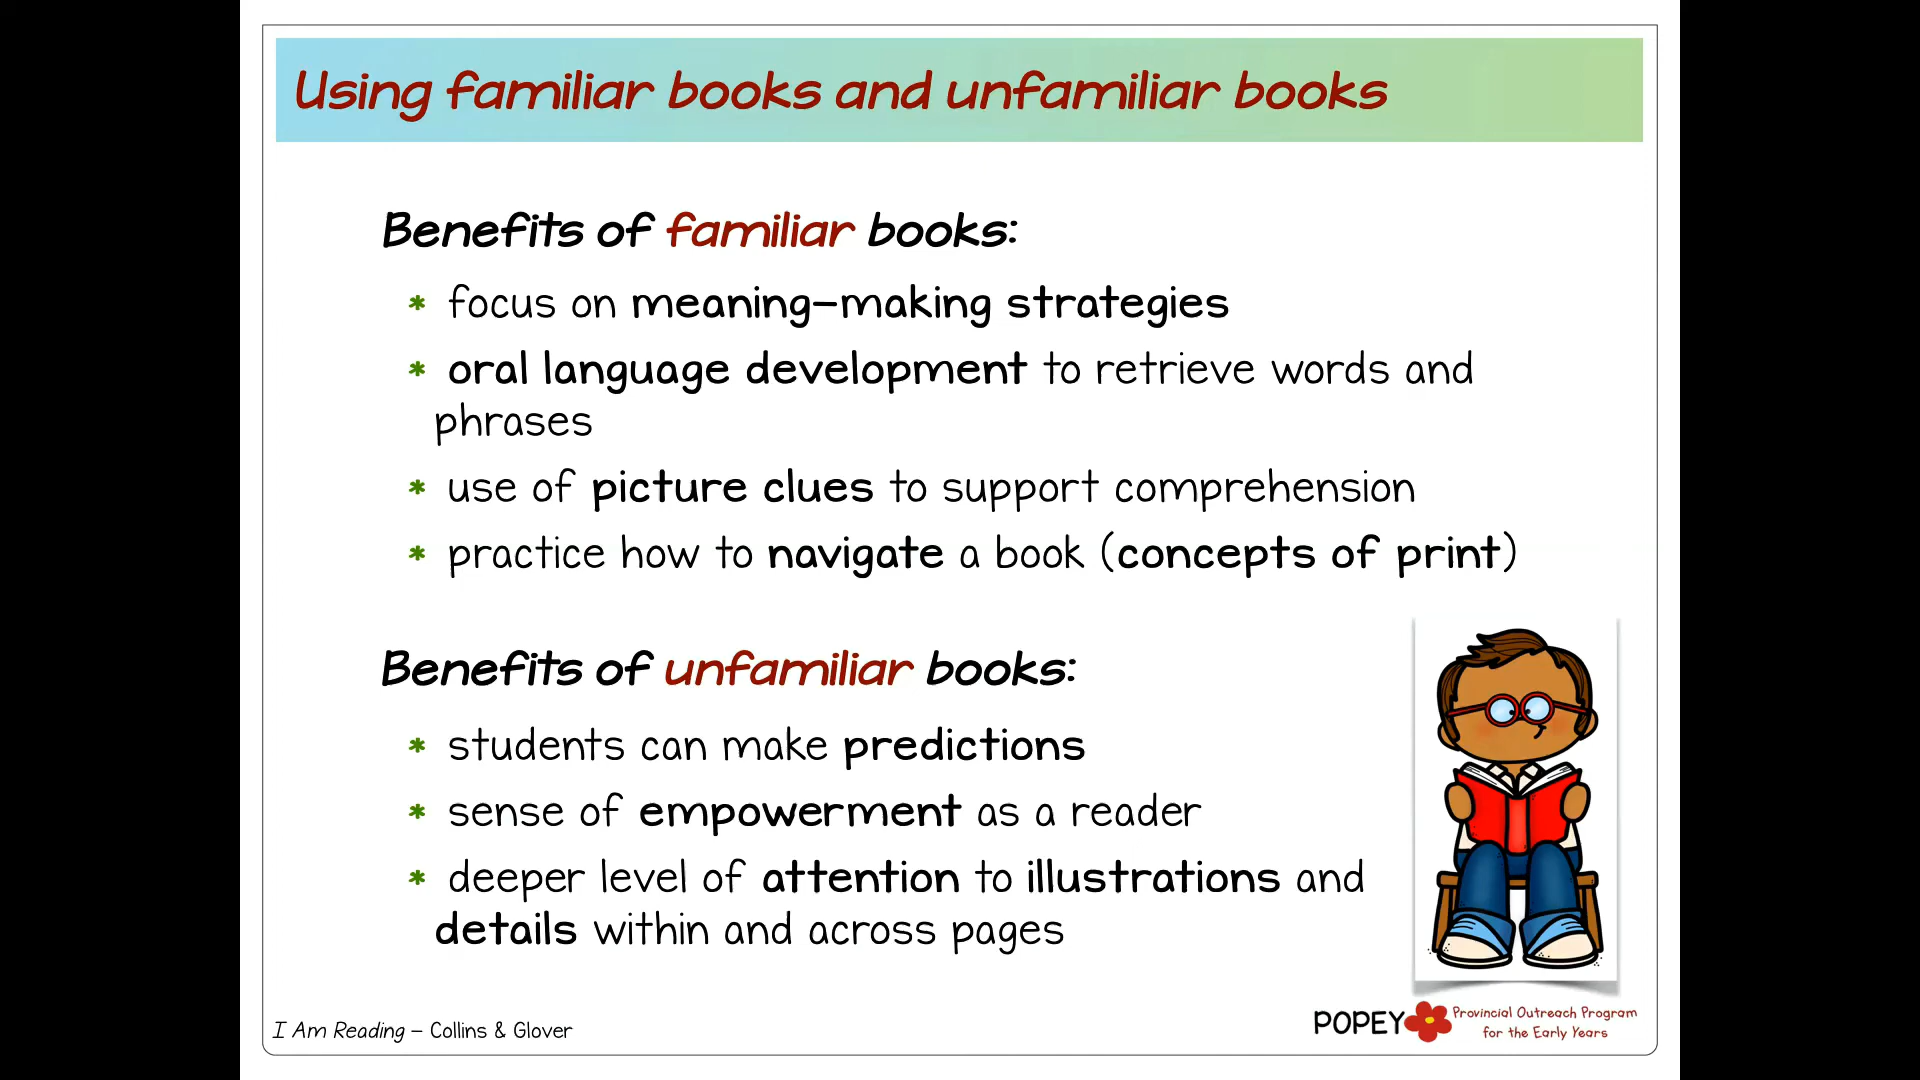 Using familiar books and unfamiliar books
Benefits of familiar books:
* focus on meaning-making strategies
* oral language development to retrieve words and
phrases
* use of picture clues to support comprehension
* practice how to navigate a book (concepts of print)
Benefits of unfamiliar books:
* students can make predictions
* sense of empowerment as a reader
* deeper level of attention to illustrations and
details within and across pages
I Am Reading – Collins & Glover
POPEY Provincial Outreach Program
for the Early Years